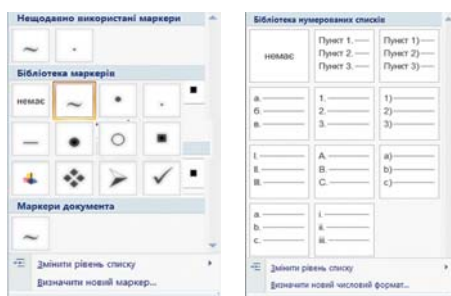 Нещодавно використані маркери
Бібліотека маркерів
немає
Маркери документа
Змінити рівень списку
Визначити новий маркер...
Бібліотека нумерованих списків
немає
Пункт 1.
Пункт 2.
Пункт 3.
Пункт 1)
Пункт 2)
Пункт 3)
а.
б.
в.
1.
2.
3.
1)
2)
3)
I.
II.
III.
A.
B.
C.
a)
b)
c)
a.
b.
c.
i.
ii.
iii.
Змінити рівень списку
Визначити новий числовий формат...